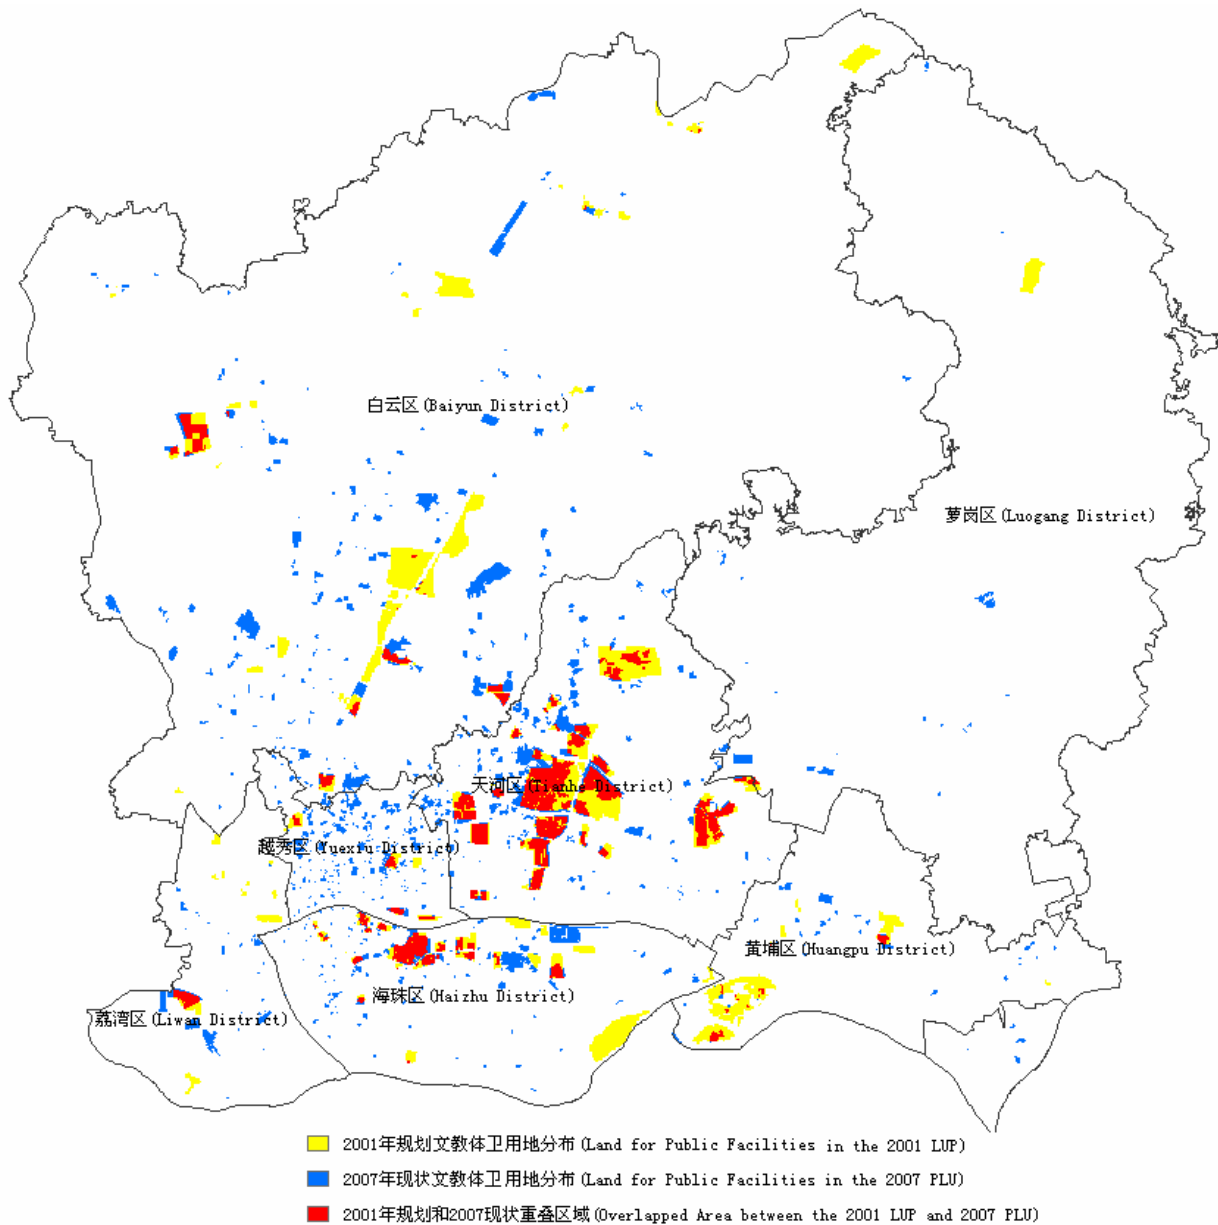 白云区(Baiyun District)
萝岗区(Luogang District)
天河区(Tianhe District)
越秀区(Yuexiu District)
黄埔区(Huangpu District)
海珠区(Haizhu District)
荔湾区(Liwan District)
2001年规划文教体卫用地分布(Land for Public Facilities in the 2001 LUP)
2007年现状文教体卫用地分布(Land for Public Facilities in the 2007 PLU)
2001年规划和2007现状重叠区域(Overlapped Area between the 2001 LUP and 2007 PLU)